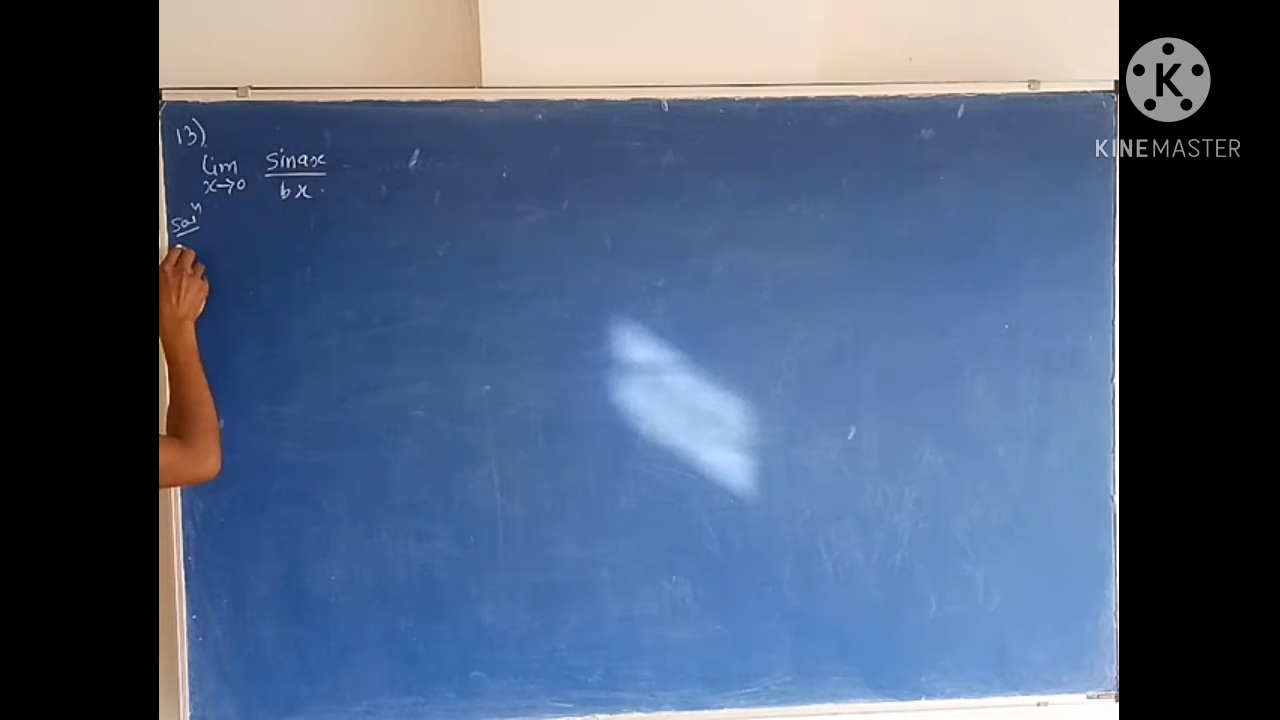 13)
Lim sinax
x→0 bx.
Solⁿ
K
KINEMASTER